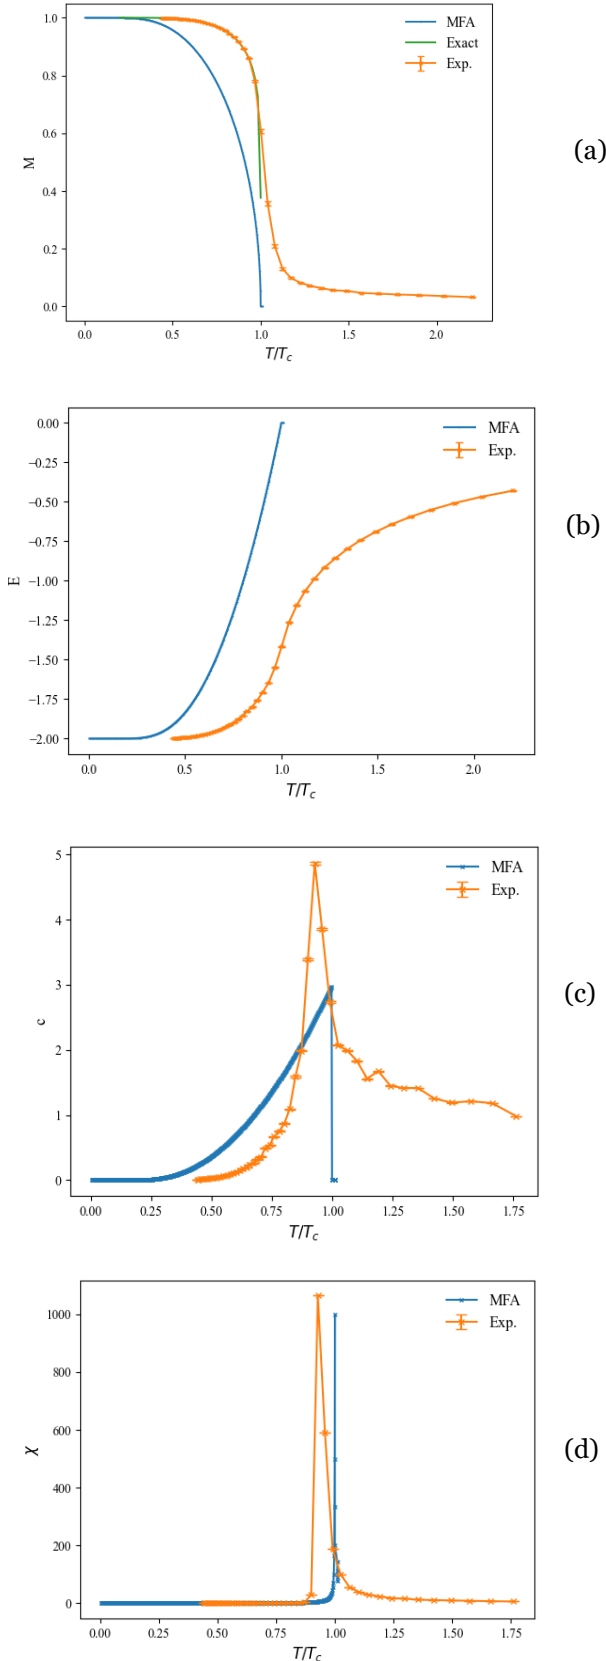 1.0
0.8
0.6
0.4
0.2
0.0
M
MFA
Exact
Exp.
(a)
0.0 0.5 1.0 1.5 2.0
T/Tc
0.00
−0.25
−0.50
−0.75
−1.00
−1.25
−1.50
−1.75
−2.00
E
MFA
Exp.
(b)
0.0 0.5 1.0 1.5 2.0
T/Tc
5
4
3
2
1
0
c
MFA
Exp.
(c)
0.00 0.25 0.50 0.75 1.00 1.25 1.50 1.75
T/Tc
1000
800
600
400
200
0
χ
MFA
Exp.
(d)
0.00 0.25 0.50 0.75 1.00 1.25 1.50 1.75
T/Tc